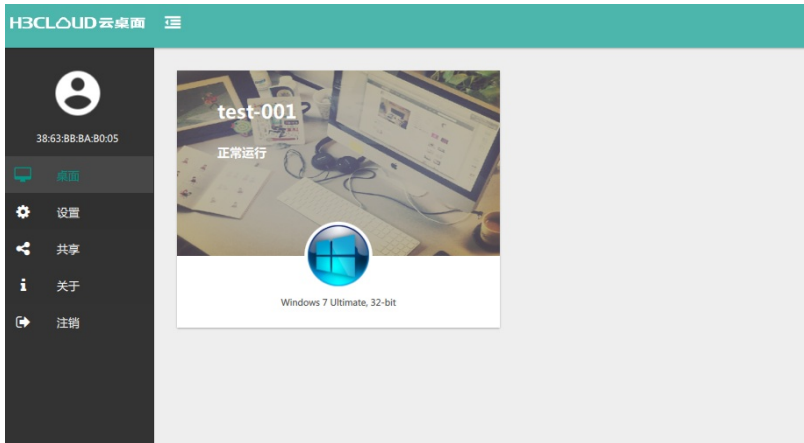 H3CLOUD云桌面
38:63:BB:BA:B0:05
桌面
设置
共享
关于
注销
test-001
正常运行
Windows 7 Ultimate, 32-bit